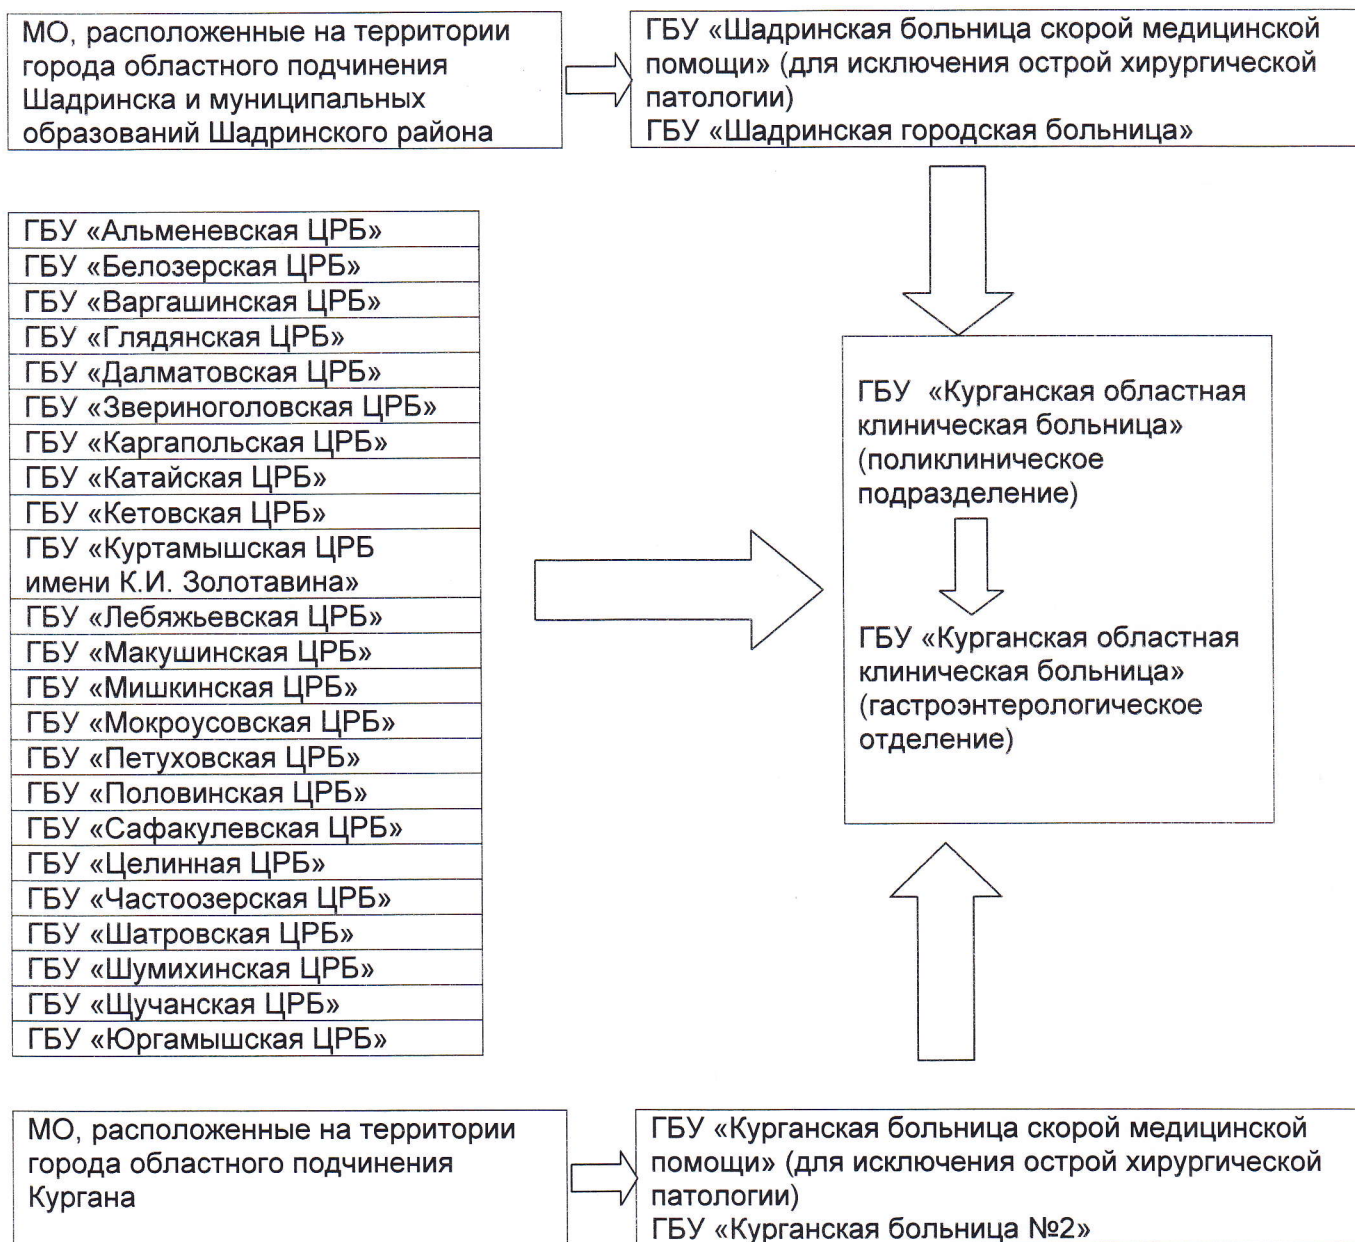 МО, расположенные на территории
города областного подчинения
Шадринска и муниципальных
образований Шадринского района
ГБУ «Шадринская больница скорой медицинской
помощи» (для исключения острой хирургической
патологии)
ГБУ «Шадринская городская больница»
ГБУ «Альменевская ЦРБ»
ГБУ «Белозерская ЦРБ»
ГБУ «Варгашинская ЦРБ»
ГБУ «Глядянская ЦРБ»
ГБУ «Далматовская ЦРБ»
ГБУ «Звериноголовская ЦРБ»
ГБУ «Каргапольская ЦРБ»
ГБУ «Катайская ЦРБ»
ГБУ «Кетовская ЦРБ»
ГБУ «Куртамышская ЦРБ
имени К.И. Золотавина»
ГБУ «Лебяжьевская ЦРБ»
ГБУ «Макушинская ЦРБ»
ГБУ «Мишкинская ЦРБ»
ГБУ «Мокроусовская ЦРБ»
ГБУ «Петуховская ЦРБ»
ГБУ «Половинская ЦРБ»
ГБУ «Сафакулевская ЦРБ»
ГБУ «Целинная ЦРБ»
ГБУ «Частоозерская ЦРБ»
ГБУ «Шатровская ЦРБ»
ГБУ «Шумихинская ЦРБ»
ГБУ «Щучанская ЦРБ»
ГБУ «Юргамышская ЦРБ»
ГБУ «Курганская областная
клиническая больница»
(поликлиническое
подразделение)
ГБУ «Курганская областная
клиническая больница»
(гастроэнтерологическое
отделение)
МО, расположенные на территории
города областного подчинения
Кургана
ГБУ «Курганская больница скорой медицинской
помощи» (для исключения острой хирургической
патологии)
ГБУ «Курганская больница №2»